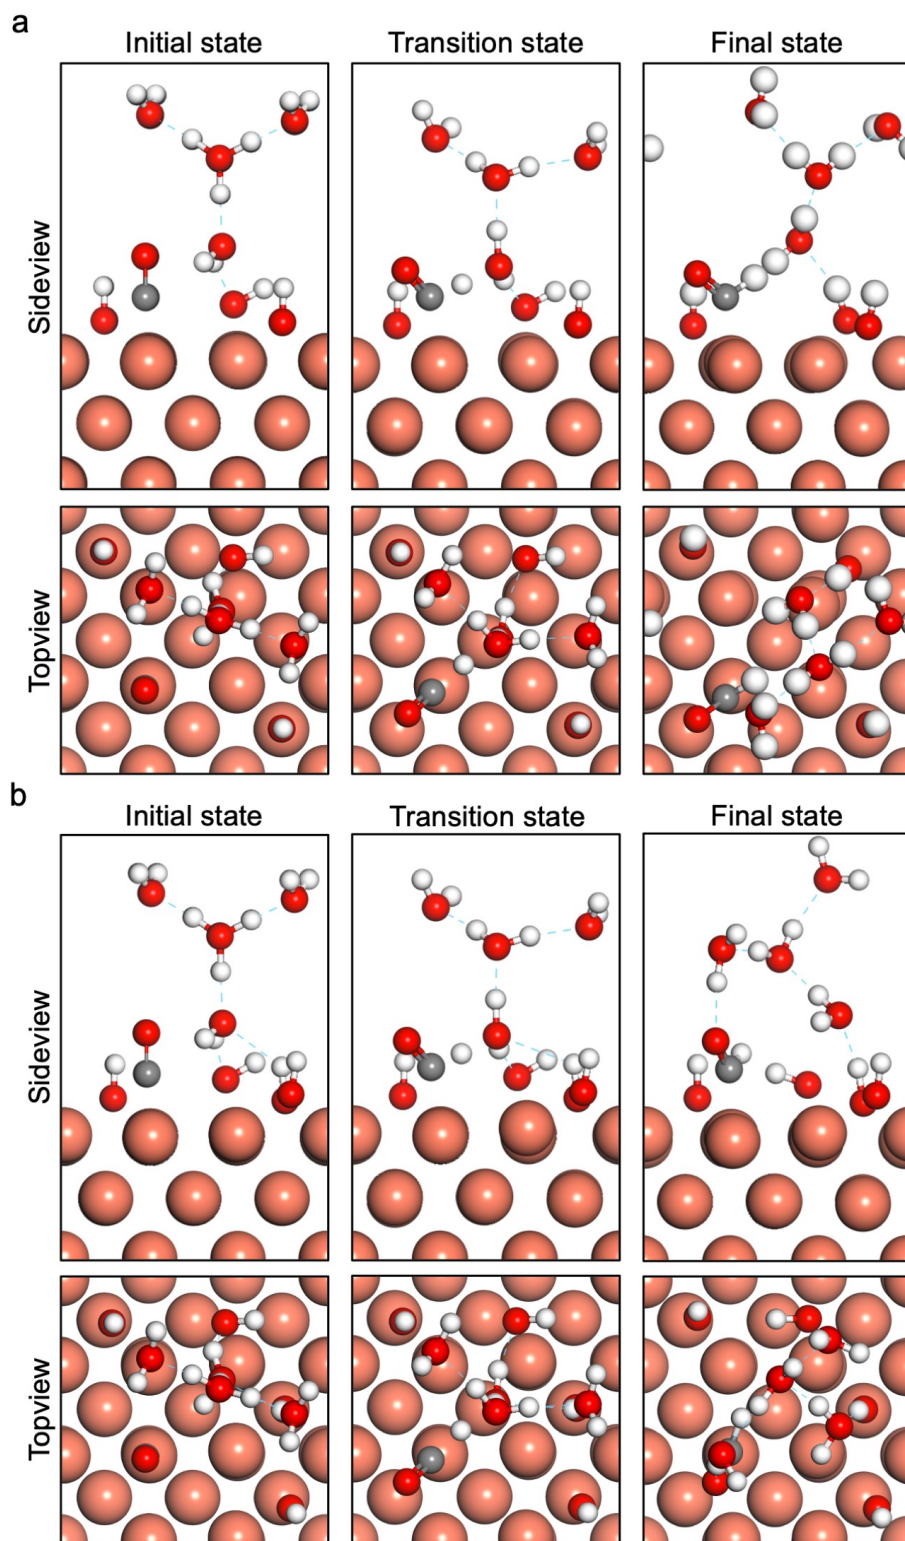 a
Initial state Transition state Final state
Sideview
Topview
b
Initial state Transition state Final state
Sideview
Topview